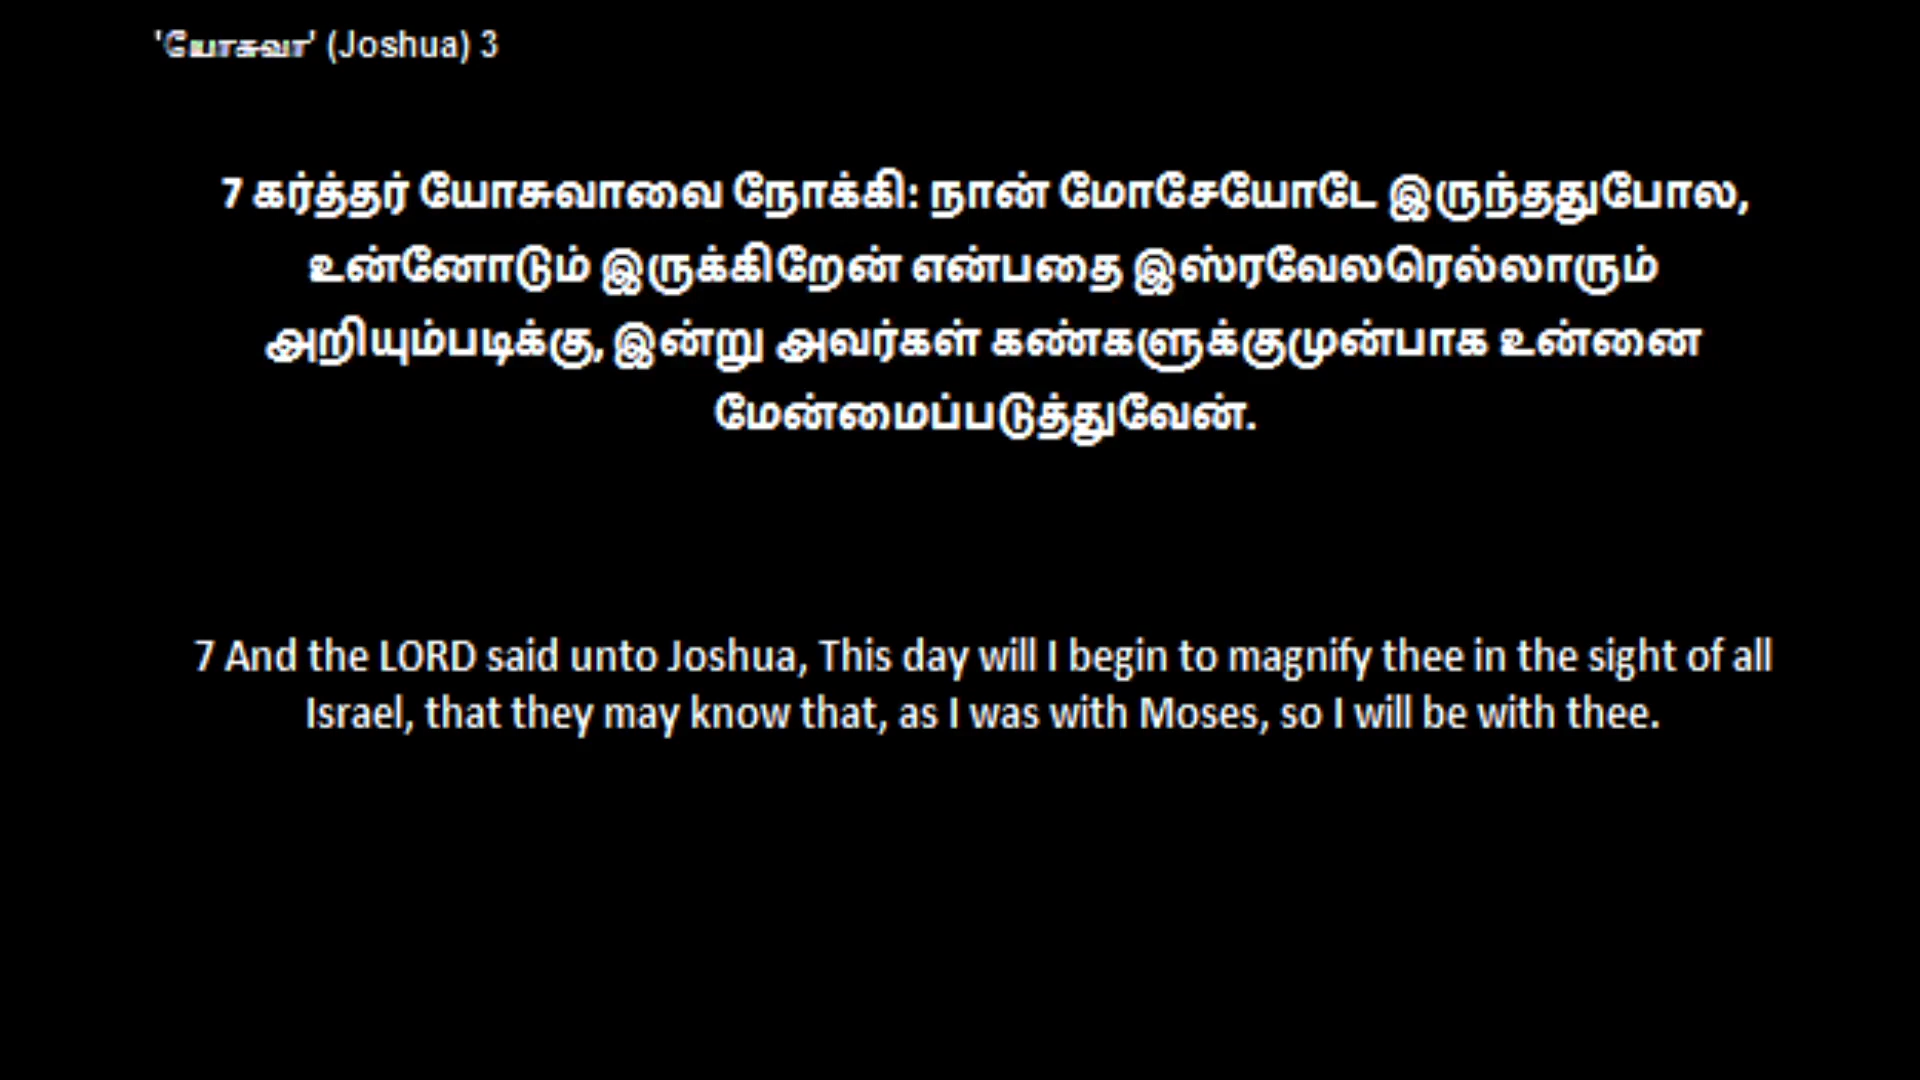 'யோசுவா' (Joshua) 3
7 கர்த்தர் யோசுவாவை நோக்கி: நான் மோசேயோடே இருந்ததுபோல,
உன்னோடும் இருக்கிறேன் என்பதை இஸ்ரவேலரெல்லாரும்
அறியும்படிக்கு, இன்று அவர்கள் கண்களுக்குமுன்பாக உன்னை
மேன்மைப்படுத்துவேன்.
7 And the LORD said unto Joshua, This day will I begin to magnify thee in the sight of all
Israel, that they may know that, as I was with Moses, so I will be with thee.